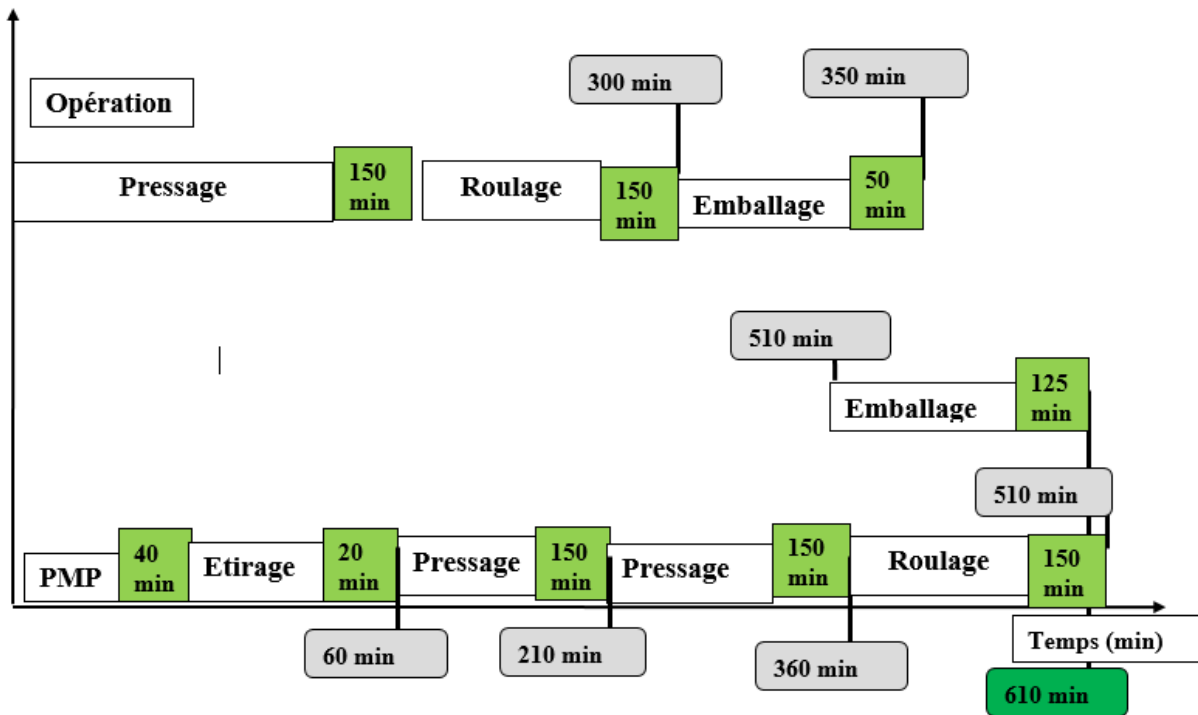 300 min
350 min
Opération
Pressage
150
min
Roulage
150
min
Emballage
50
min
510 min
Emballage
125
min
510 min
PMP
40
min
Etirage
20
min
Pressage
150
min
Pressage
150
min
Roulage
150
min
60 min
210 min
360 min
Temps (min)
610 min